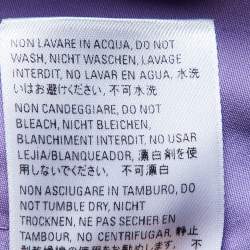 NON LAVARE IN ACQUA, DO NOT
WASH, NICHT WASCHEN, LAVAGE
INTERDIT, NO LAVAR EN AGUA, 水洗
いはお避けください, 不可水洗
NON CANDEGGIARE, DO NOT
BLEACH, NICHT BLEICHEN,
BLANCHIMENT INTERDIT, NO USAR
LEJIA/BLANQUEADOR, 漂白剤を使
用しないでください, 不可漂白
NON ASCIUGARE IN TAMBURO, DO
NOT TUMBLE DRY, NICHT
TROCKNEN, NE PAS SECHER EN
TAMBOUR, NO CENTRIFUGAR,